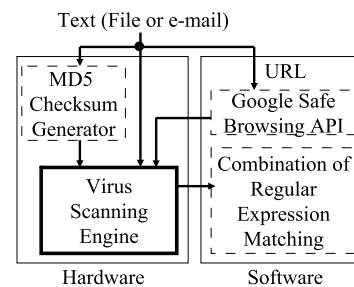 Text (File or e-mail)
MD5
Checksum
Generator
Virus
Scanning
Engine
Hardware
URL
Google Safe
Browsing API
Combination of
Regular
Expression
Matching
Software